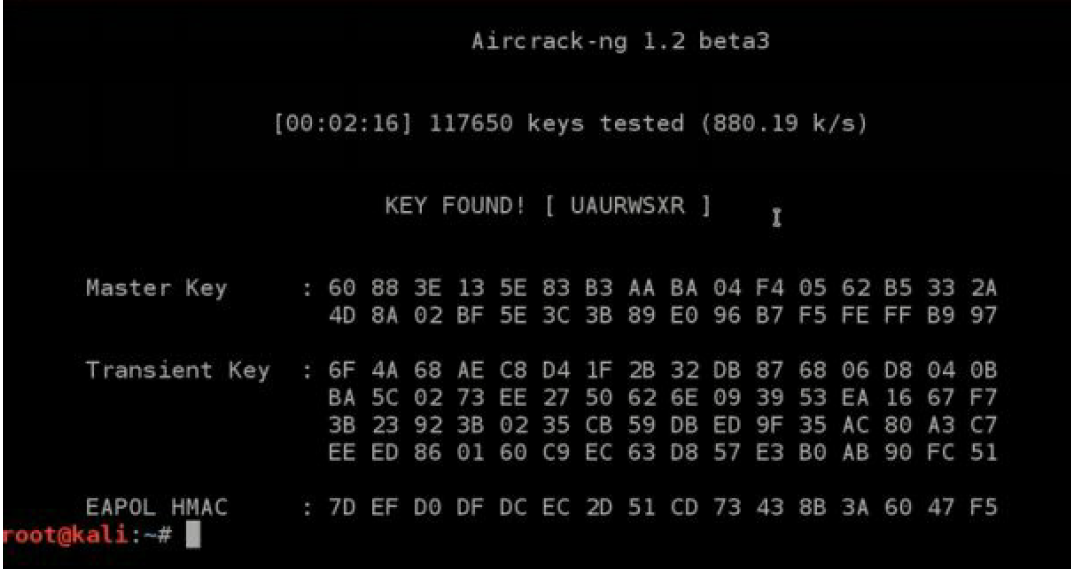 Aircrack-ng 1.2 beta3
[00:02:16] 117650 keys tested (880.19 k/s)
KEY FOUND! [ UAURWSXR ]
Master Key : 60 88 3E 13 5E 83 B3 AA BA 04 F4 05 62 B5 33 2A
4D 8A 02 BF 5E 3C 3B 89 E0 96 B7 F5 FE FF B9 97
Transient Key : 6F 4A 68 AE C8 D4 1F 2B 32 DB 87 68 06 D8 04 0B
BA 5C 02 73 EE 27 50 62 6E 09 39 53 EA 16 67 F7
3B 23 92 3B 02 35 CB 59 DB ED 9F 35 AC 80 A3 C7
EE ED 86 01 60 C9 EC 63 D8 57 E3 B0 AB 90 FC 51
EAPOL HMAC : 7D EF D0 DF DC EC 2D 51 CD 73 43 8B 3A 60 47 F5
root@kali:~#